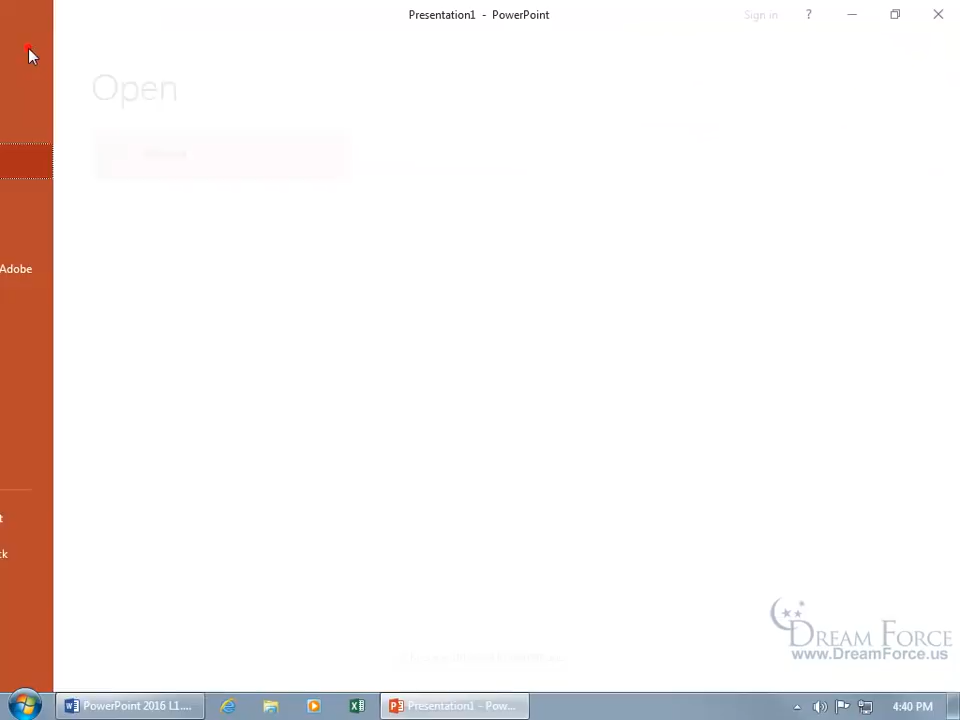 Presentation1 - PowerPoint
Sign in
?
Open
Adobe
t
ck
DREAM FORCE
www.DreamForce.us
PowerPoint 2016 L1....
Presentation1 - Pow...
4:40 PM